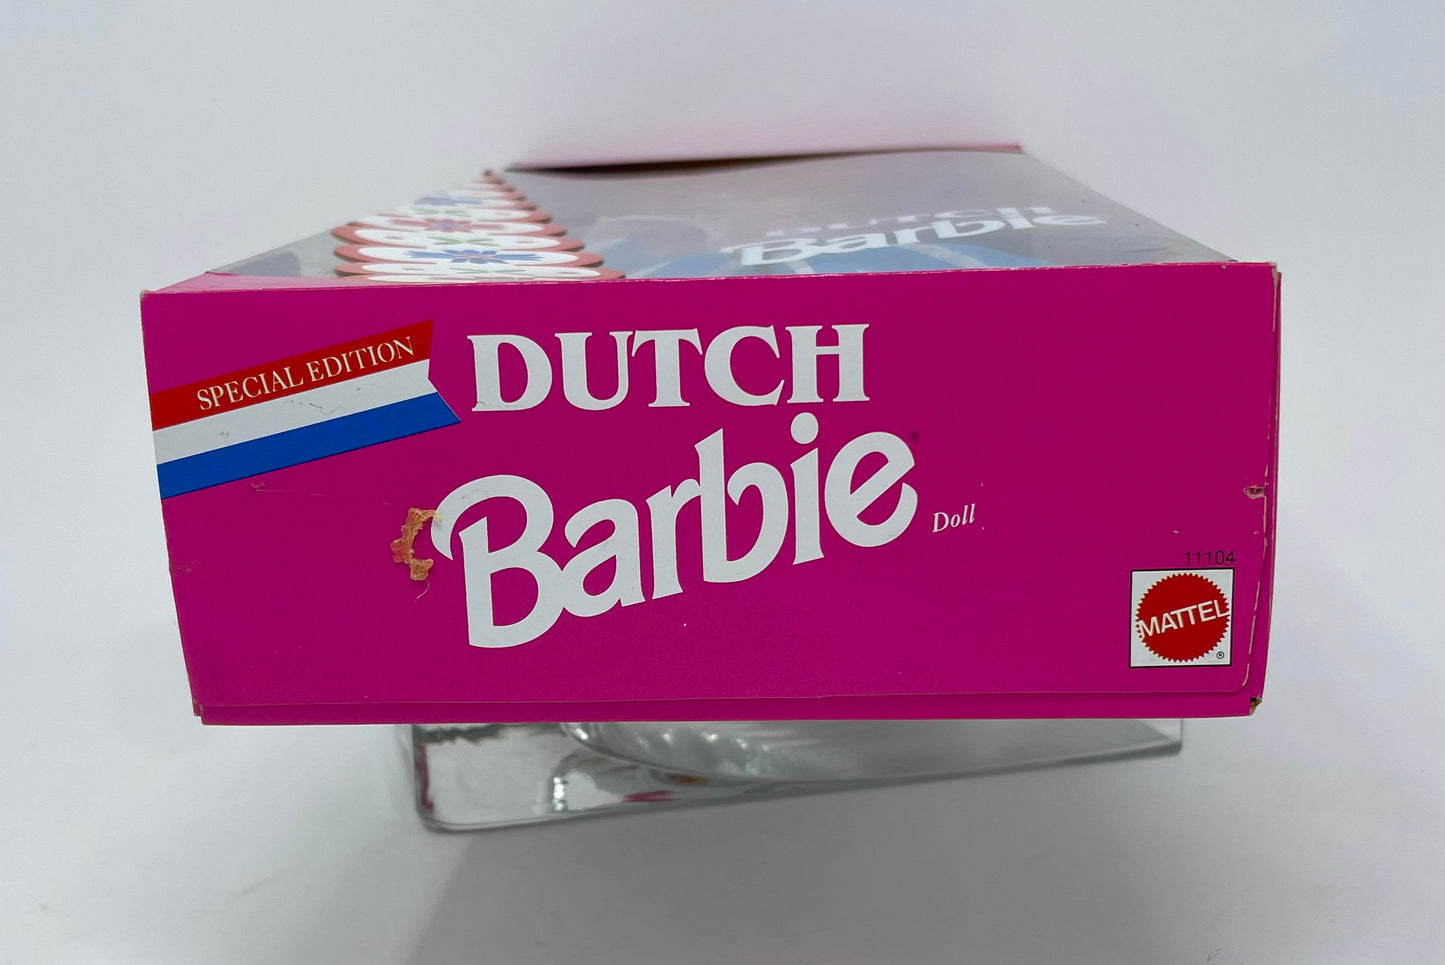 DUTCH
Barbie
SPECIAL EDITION
DUTCH
Barbie®
Doll
11104
MATTEL
®